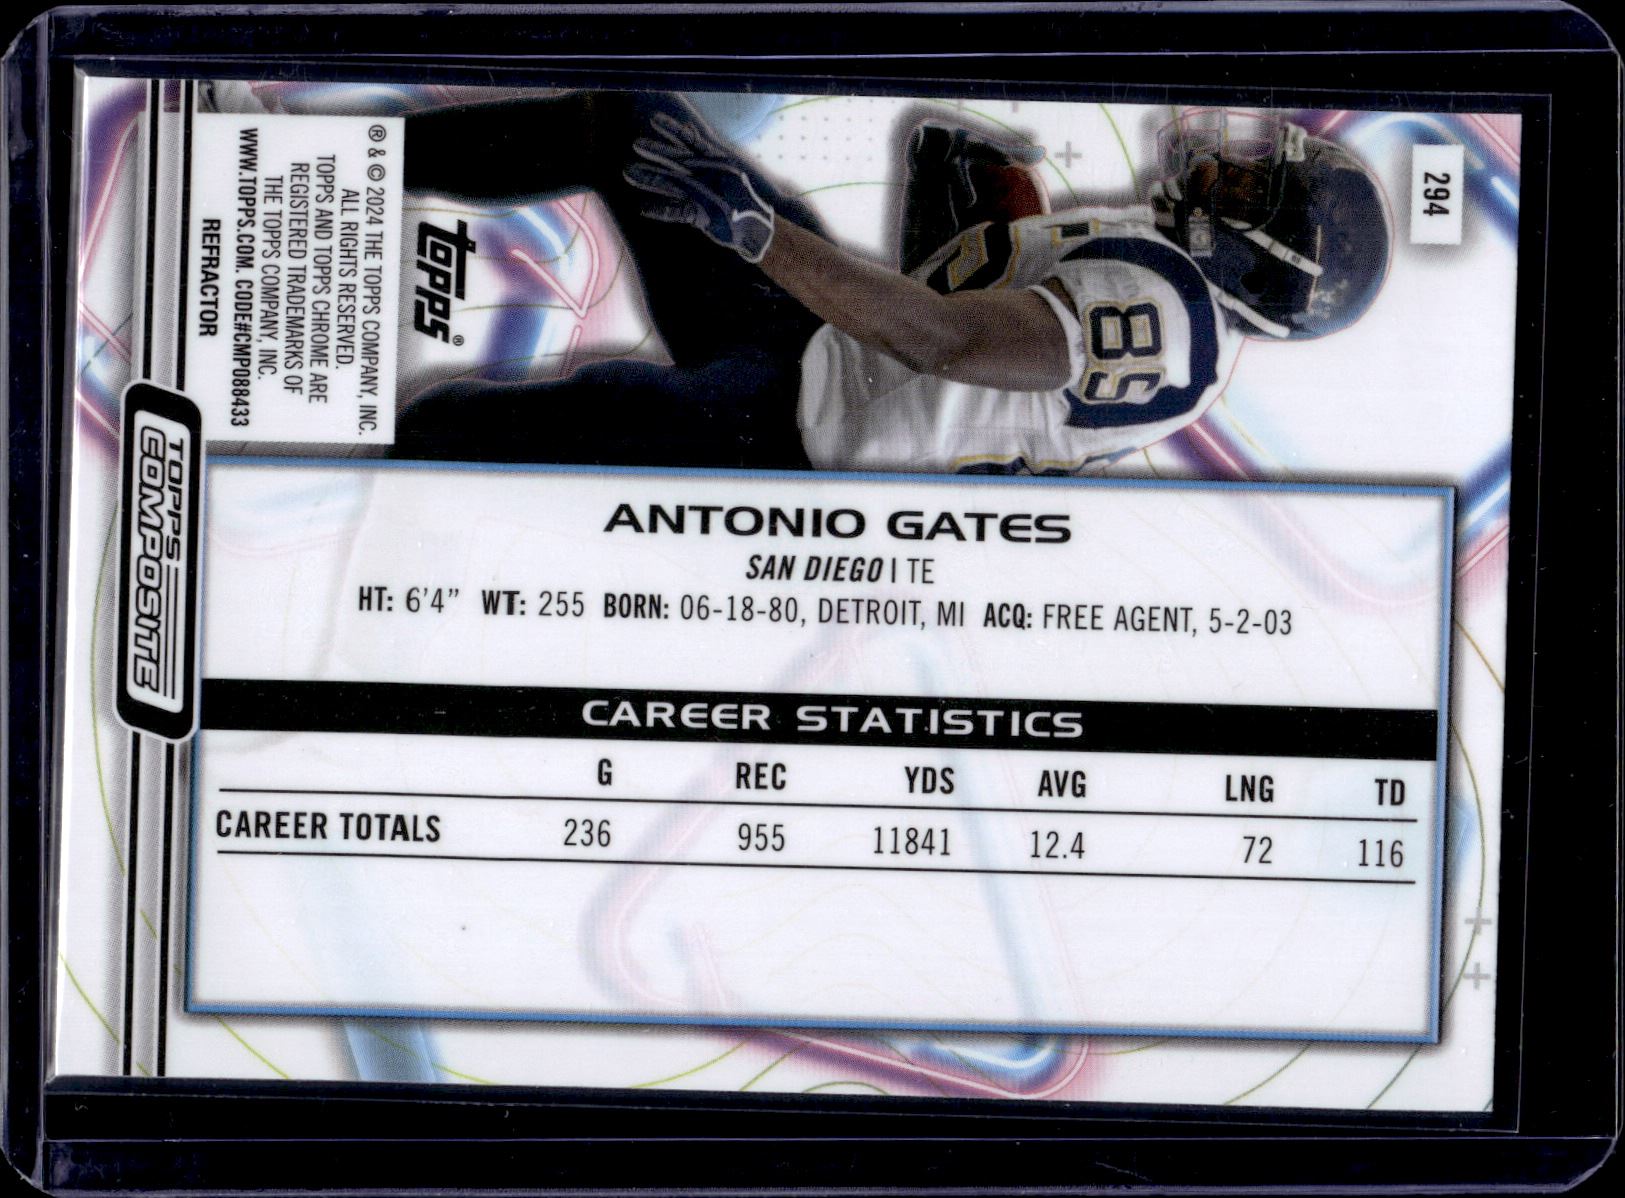 294
85
ANTONIO GATES
SAN DIEGO | TE
HT: 6'4" WT: 255 BORN: 06-18-80, DETROIT, MI ACQ: FREE AGENT, 5-2-03
CAREER STATISTICS
G REC YDS AVG LNG TD
CAREER TOTALS 236 955 11841 12.4 72 116
topps®
® & © 2024 THE TOPPS COMPANY, INC.
ALL RIGHTS RESERVED.
TOPPS AND TOPPS CHROME ARE
REGISTERED TRADEMARKS OF
THE TOPPS COMPANY, INC.
WWW.TOPPS.COM. CODE#CMP088433
REFRACTOR
TOPPS
COMPOSITE